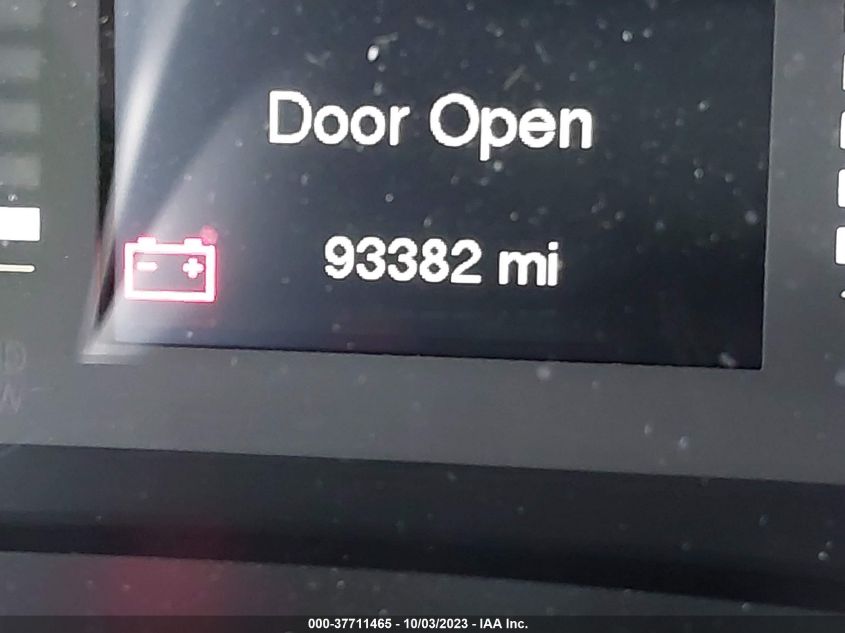 Door Open
93382 mi
000-37711465 - 10/03/2023 - IAA Inc.